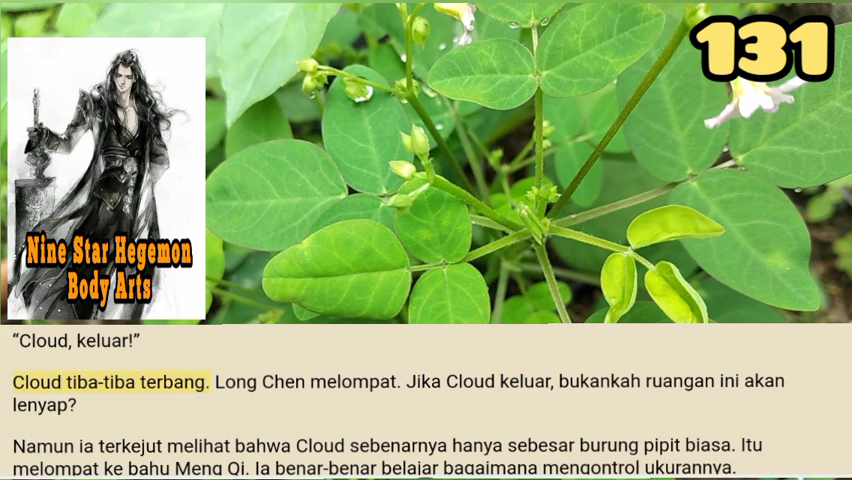 131
Nine Star Hegemon
Body Arts
“Cloud, keluar!”
Cloud tiba-tiba terbang. Long Chen melompat. Jika Cloud keluar, bukankah ruangan ini akan
lenyap?
Namun ia terkejut melihat bahwa Cloud sebenarnya hanya sebesar burung pipit biasa. Itu
melompat ke bahu Meng Qi. Ia benar-benar belajar bagaimana mengontrol ukurannya.